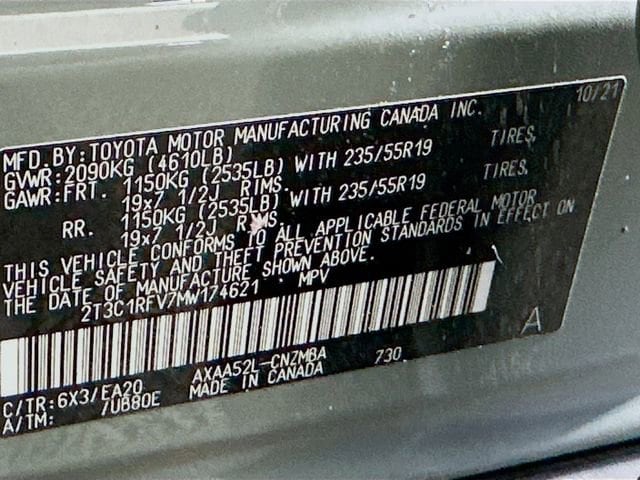 10/21
MFD. BY: TOYOTA MOTOR MANUFACTURING CANADA INC.
GVWR: 2090KG (4610LB)
GAWR: FRT. 1150KG (2535LB) WITH 235/55R19 TIRES,
19x7 1/2J RIMS.
RR. 1150KG (2535LB) WITH 235/55R19 TIRES,
19x7 1/2J RIMS.
THIS VEHICLE CONFORMS TO ALL APPLICABLE FEDERAL MOTOR
VEHICLE SAFETY AND THEFT PREVENTION STANDARDS IN EFFECT ON
THE DATE OF MANUFACTURE SHOWN ABOVE.
2T3C1RFV7MW174621 MPV
A
AXAA52L-CNZMBA 730
C/TR: 6X3/EA20 MADE IN CANADA
A/TM: /UB80E